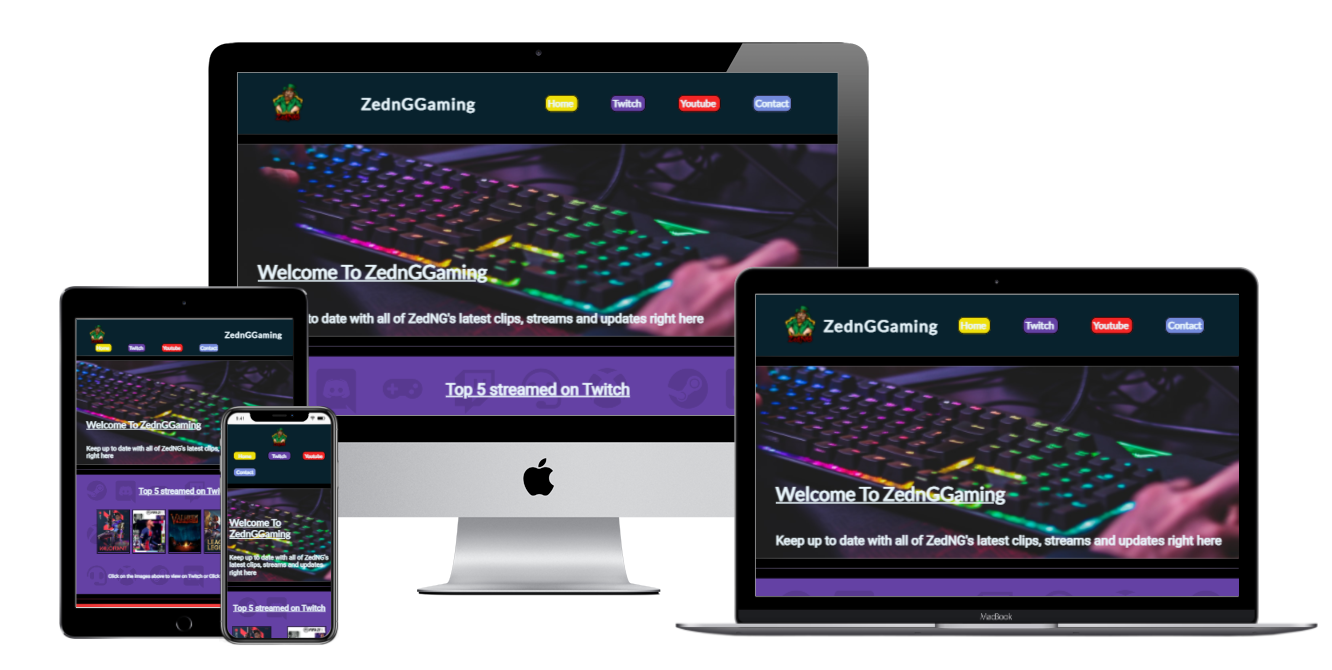 ZednGGaming
Home
Twitch
Youtube
Contact
Welcome To ZednGGaming
to date with all of ZedNG's latest clips, streams and updates right here
Top 5 streamed on Twitch
ZednGGaming
Home
Twitch
Youtube
Contact
Welcome To ZednGGaming
Keep up to date with all of ZedNG's latest clips, streams and updates right here
MacBook
ZednGGaming
Home
Twitch
Youtube
Contact
Welcome To ZednGGaming
Keep up to date with all of ZedNG's latest clips,
right here
Top 5 streamed on Twi
Click on the images above to view on Twitch or Click
9:41
Home
Twitch
Youtube
Contact
Welcome To
ZednGGaming
Keep up to date with all of ZedNG's
latest clips, streams and updates
right here
Top 5 streamed on Twitch